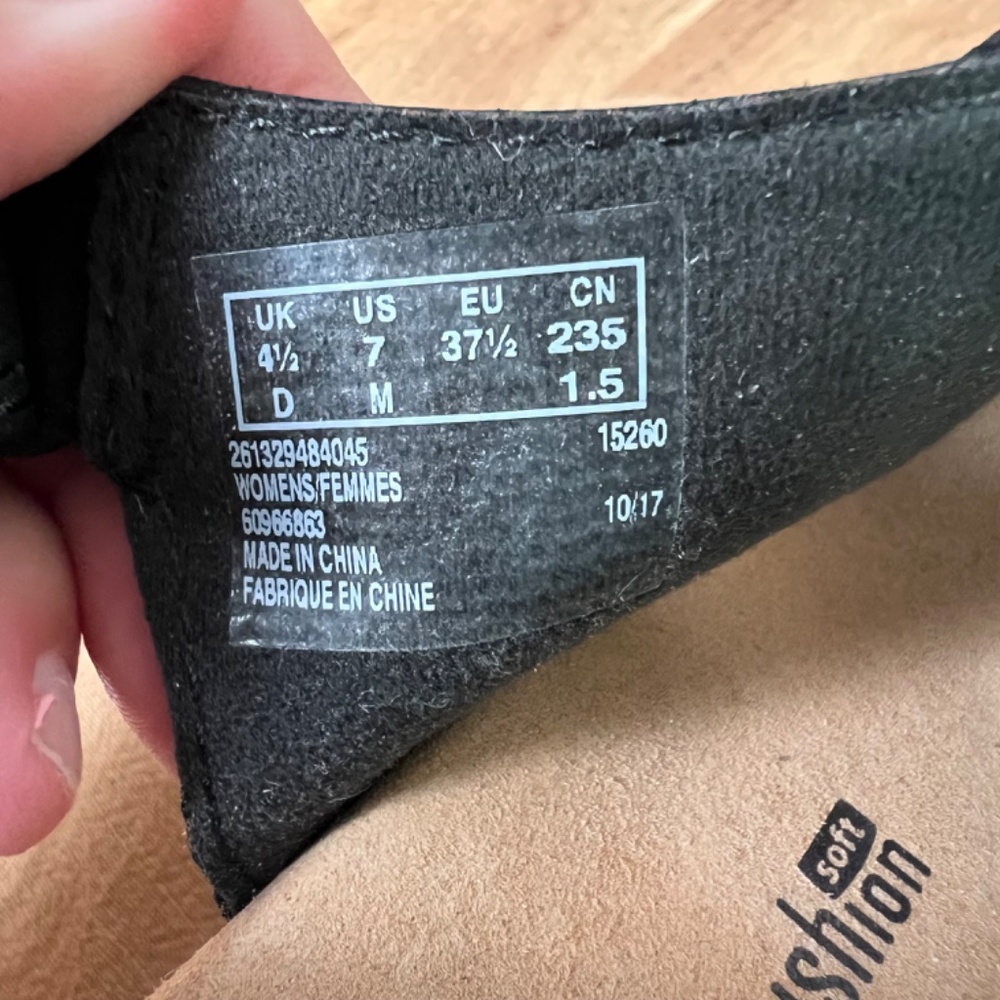 UK US EU CN
4½ 7 37½ 235
D M 1.5
261329484045 15260
WOMENS/FEMMES
60966863 10/17
MADE IN CHINA
FABRIQUE EN CHINE
soft